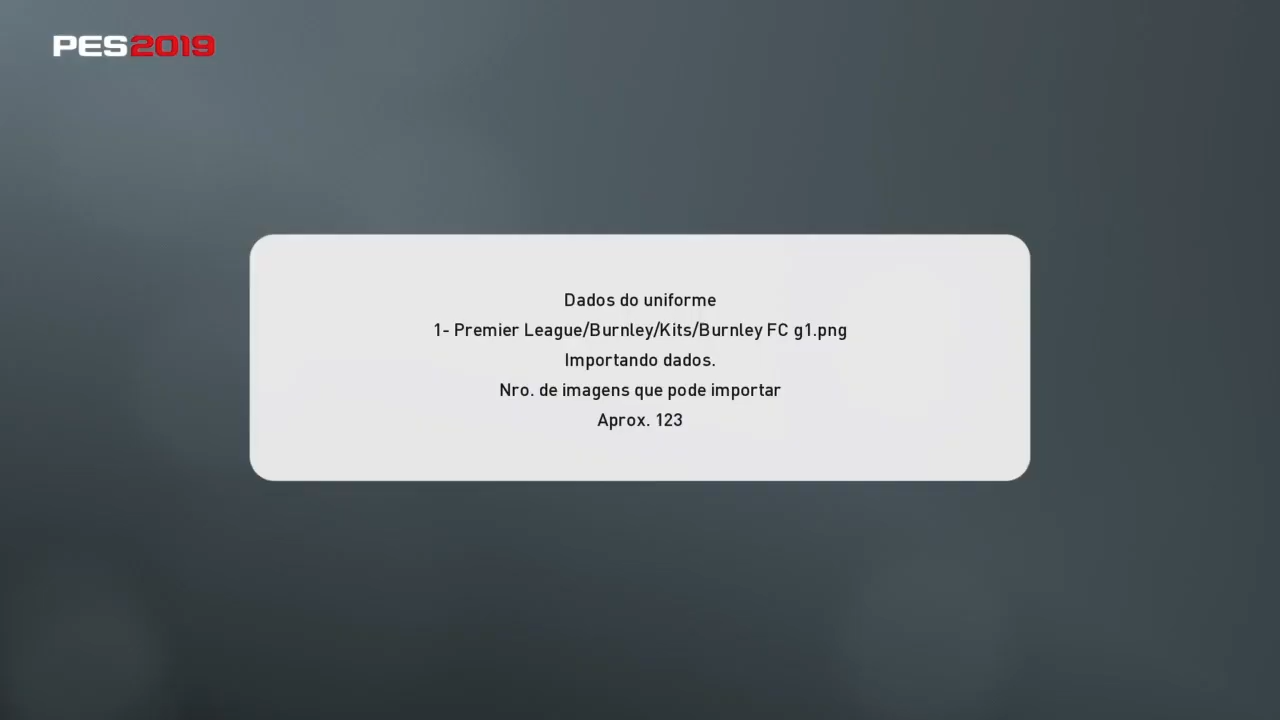 PES2019
Dados do uniforme
1- Premier League/Burnley/Kits/Burnley FC g1.png
Importando dados.
Nro. de imagens que pode importar
Aprox. 123